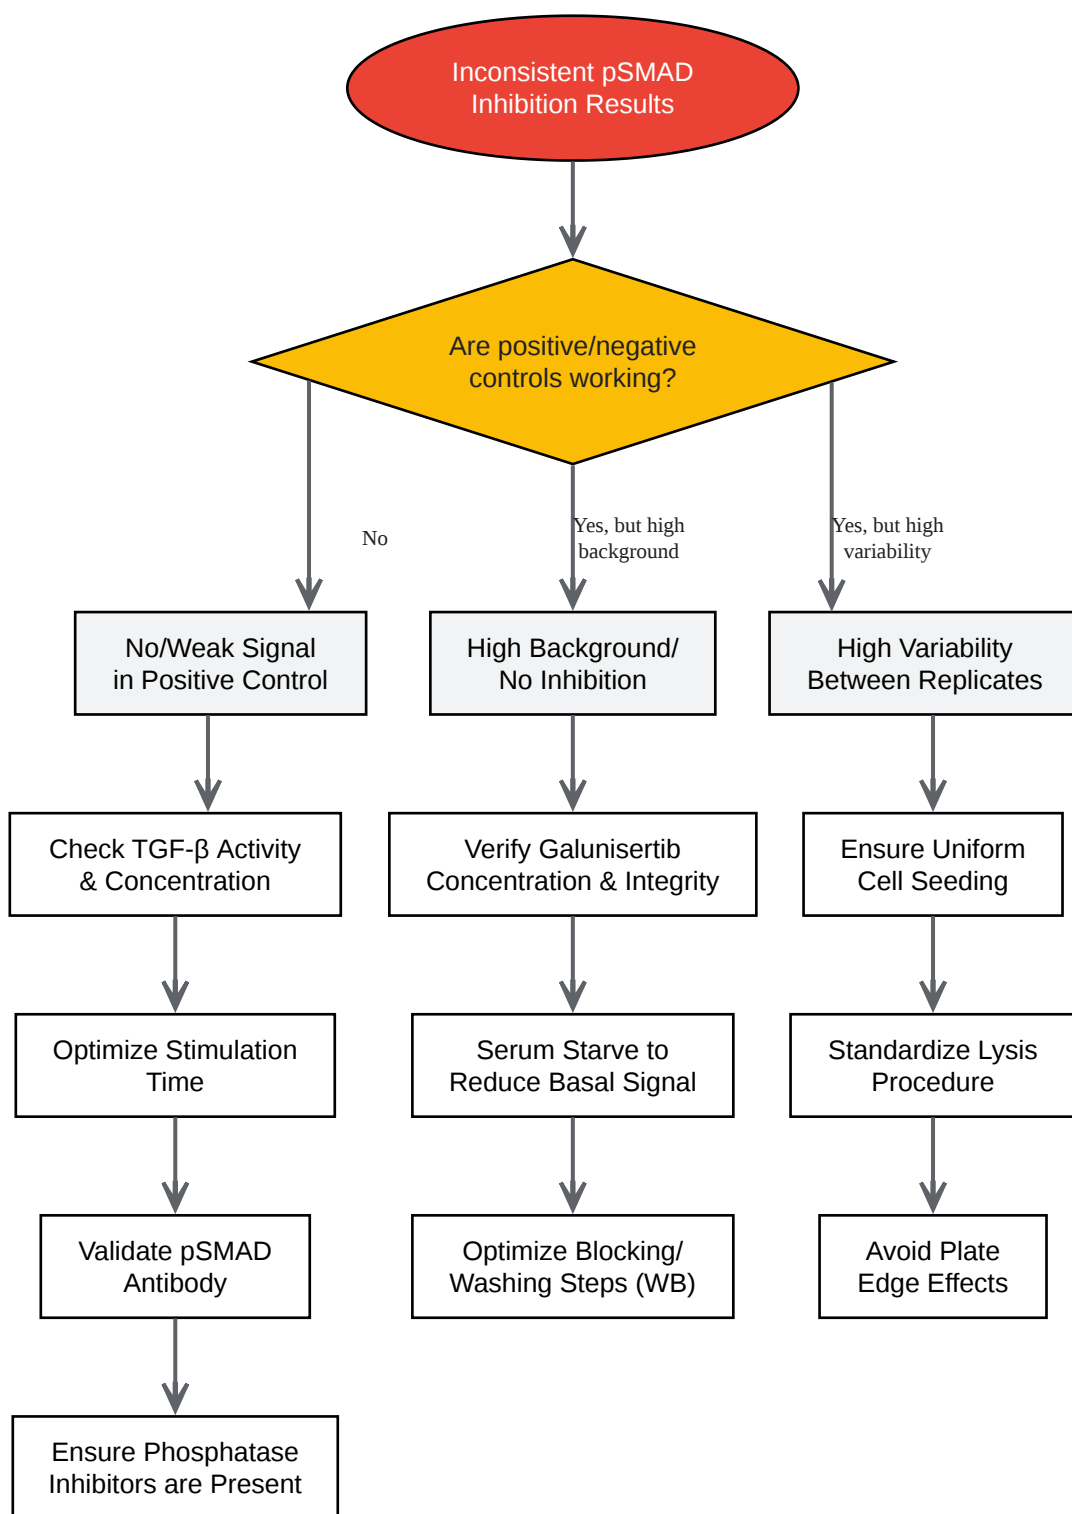 Inconsistent pSMAD
Inhibition Results
Are positive/negative
controls working?
No
Yes, but high
background
Yes, but high
variability
No/Weak Signal
in Positive Control
High Background/
No Inhibition
High Variability
Between Replicates
Check TGF-β Activity
& Concentration
Verify Galunisertib
Concentration & Integrity
Ensure Uniform
Cell Seeding
Optimize Stimulation
Time
Serum Starve to
Reduce Basal Signal
Standardize Lysis
Procedure
Validate pSMAD
Antibody
Optimize Blocking/
Washing Steps (WB)
Avoid Plate
Edge Effects
Ensure Phosphatase
Inhibitors are Present